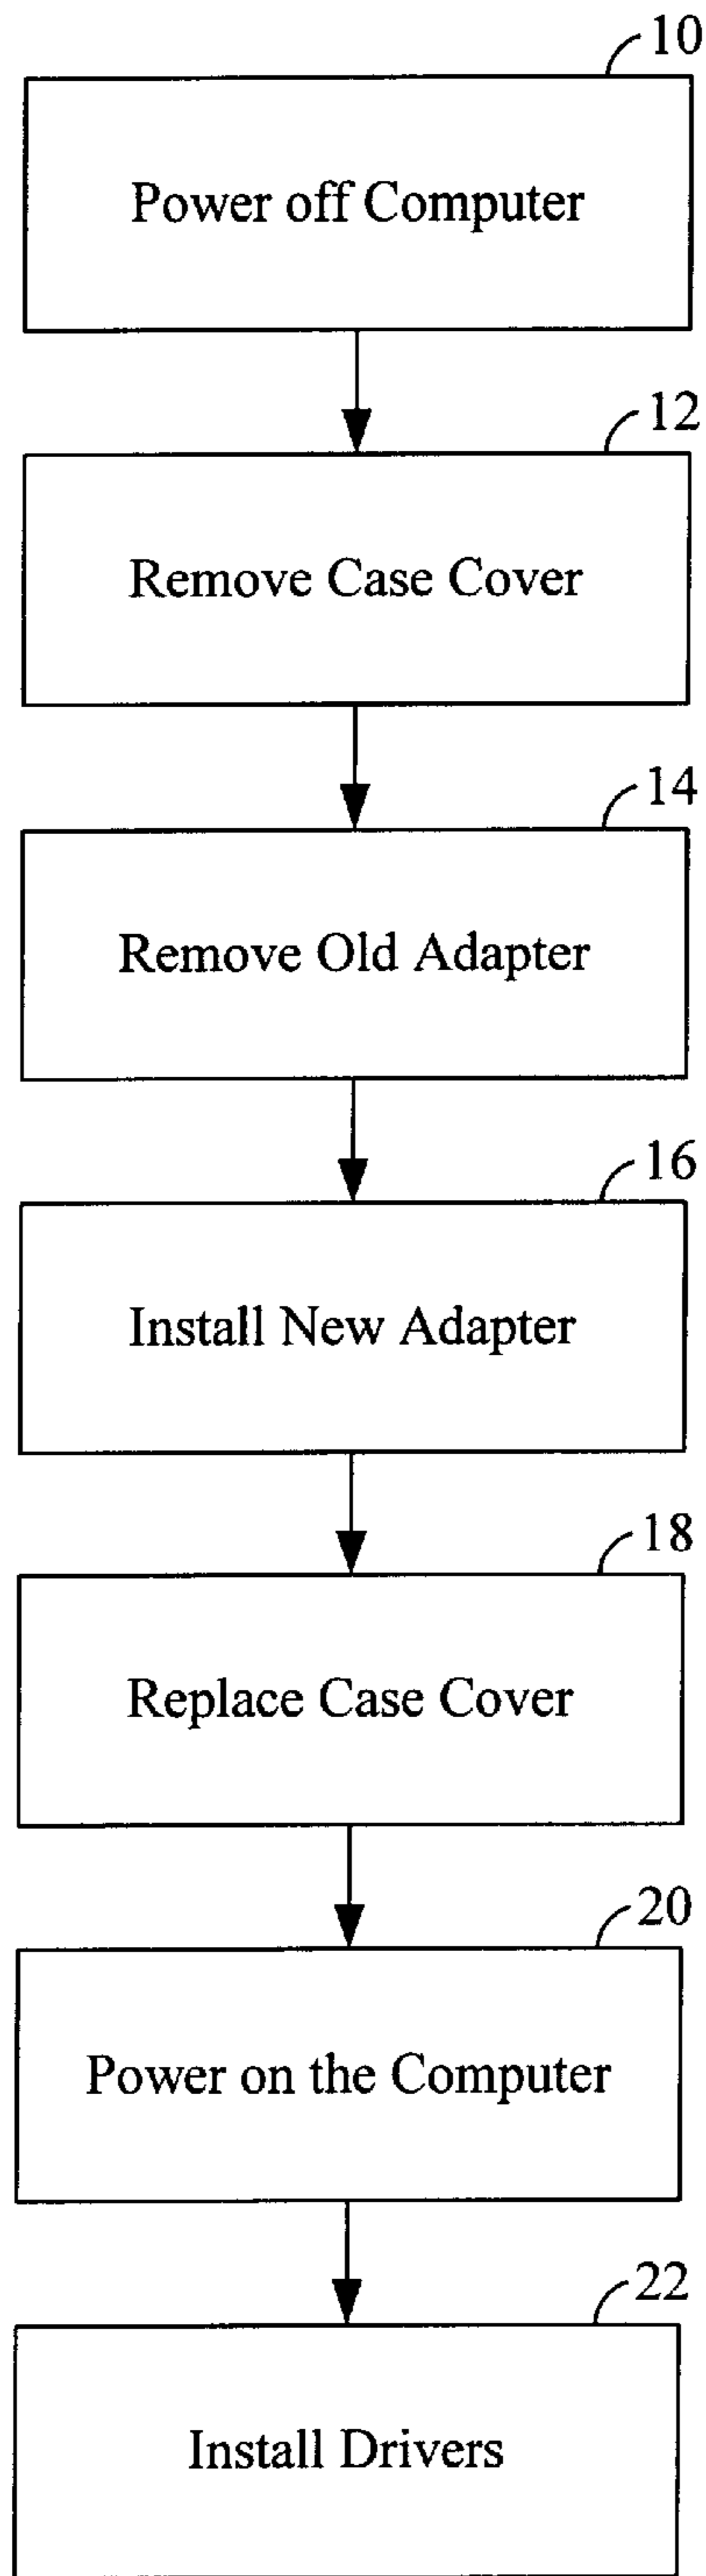 10
Power off Computer
12
Remove Case Cover
14
Remove Old Adapter
16
Install New Adapter
18
Replace Case Cover
20
Power on the Computer
22
Install Drivers